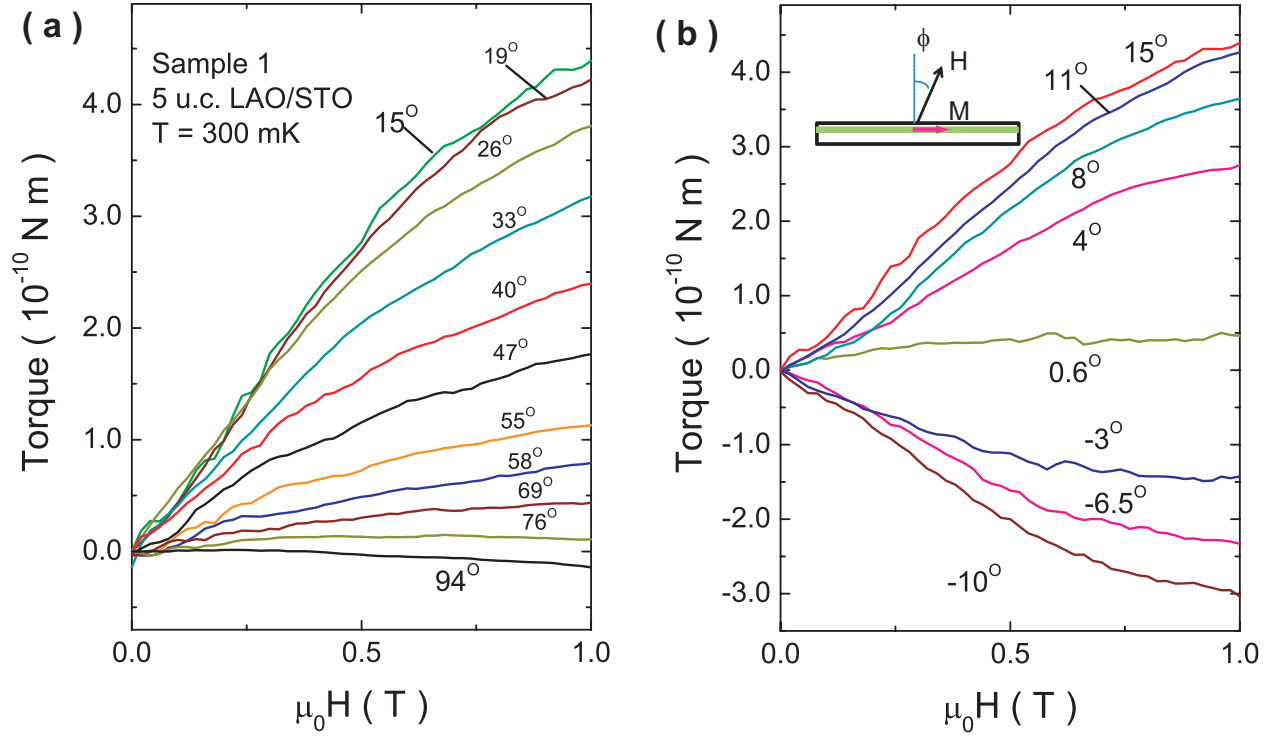 ( a )
Sample 1
5 u.c. LAO/STO
T = 300 mK
19°
15°
26°
33°
40°
47°
55°
58°
69°
76°
94°
4.0
3.0
2.0
1.0
0.0
Torque ( 10⁻¹⁰ N m )
0.0 0.5 1.0
μ₀H ( T )
( b )
ϕ
H
M
15°
11°
8°
4°
0.6°
-3°
-6.5°
-10°
4.0
3.0
2.0
1.0
0.0
-1.0
-2.0
-3.0
Torque ( 10⁻¹⁰ N m )
0.0 0.5 1.0
μ₀H ( T )